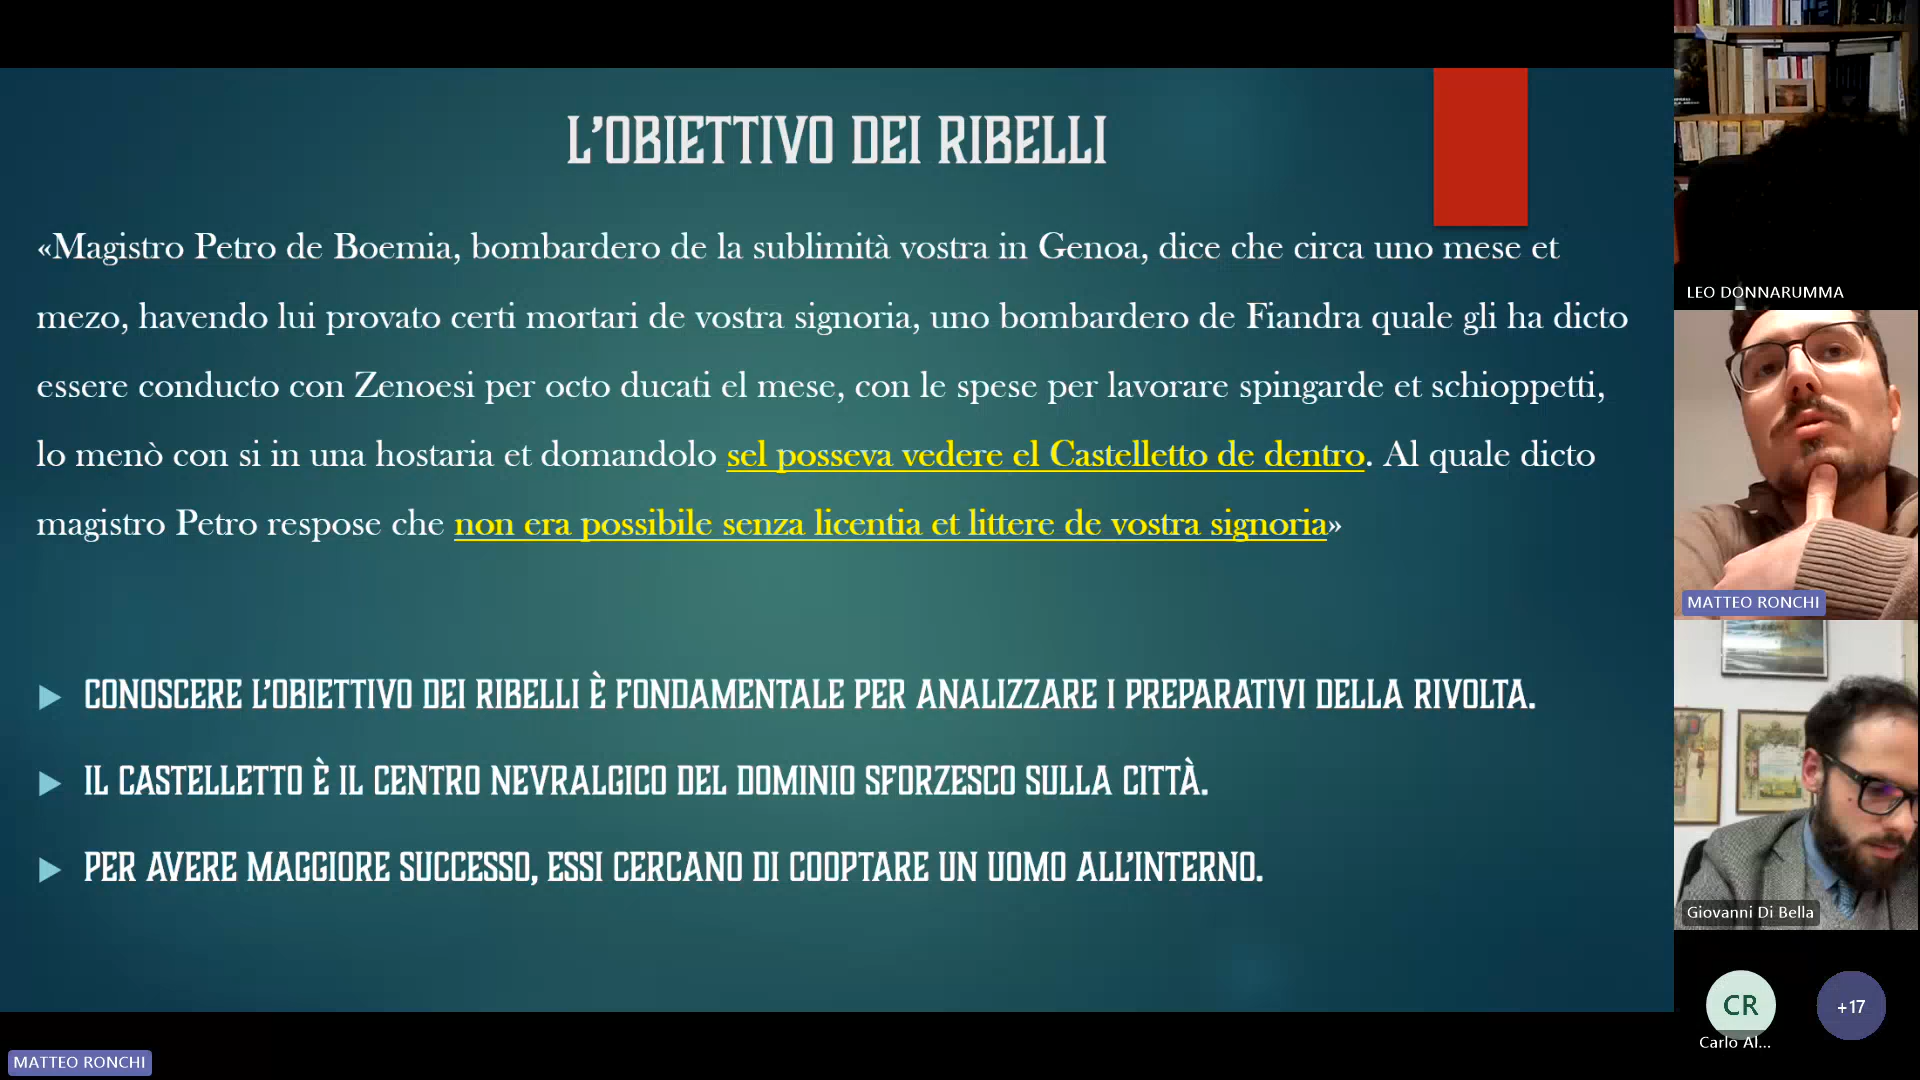 L'OBIETTIVO DEI RIBELLI
«Magistro Petro de Boemia, bombardero de la sublimità vostra in Genoa, dice che circa uno mese et
mezo, havendo lui provato certi mortari de vostra signoria, uno bombardero de Fiandra quale gli ha dicto
essere conducto con Zenoesi per octo ducati el mese, con le spese per lavorare spingarde et schioppetti,
lo menò con si in una hostaria et domandolo sel posseva vedere el Castelletto de dentro. Al quale dicto
magistro Petro respose che non era possibile senza licentia et littere de vostra signoria»
CONOSCERE L'OBIETTIVO DEI RIBELLI È FONDAMENTALE PER ANALIZZARE I PREPARATIVI DELLA RIVOLTA.
IL CASTELLETTO È IL CENTRO NEVRALGICO DEL DOMINIO SFORZESCO SULLA CITTÀ.
PER AVERE MAGGIORE SUCCESSO, ESSI CERCANO DI COOPTARE UN UOMO ALL'INTERNO.
LEO DONNARUMMA
MATTEO RONCHI
Giovanni Di Bella
CR
+17
Carlo Al...
MATTEO RONCHI